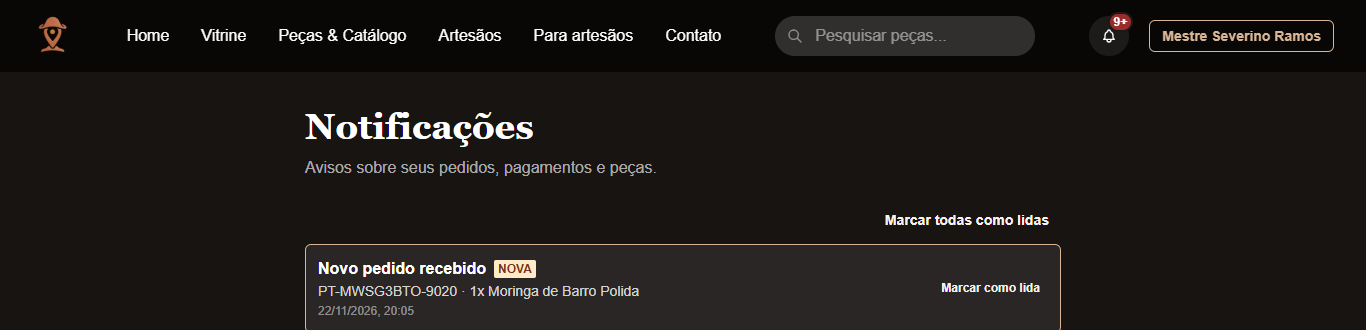 Home Vitrine Peças & Catálogo Artesãos Para artesãos Contato Pesquisar peças... 9+ Mestre Severino Ramos
Notificações
Avisos sobre seus pedidos, pagamentos e peças.
Marcar todas como lidas
Novo pedido recebido NOVA
PT-MWSG3BTO-9020 · 1x Moringa de Barro Polida
Marcar como lida
22/11/2026, 20:05